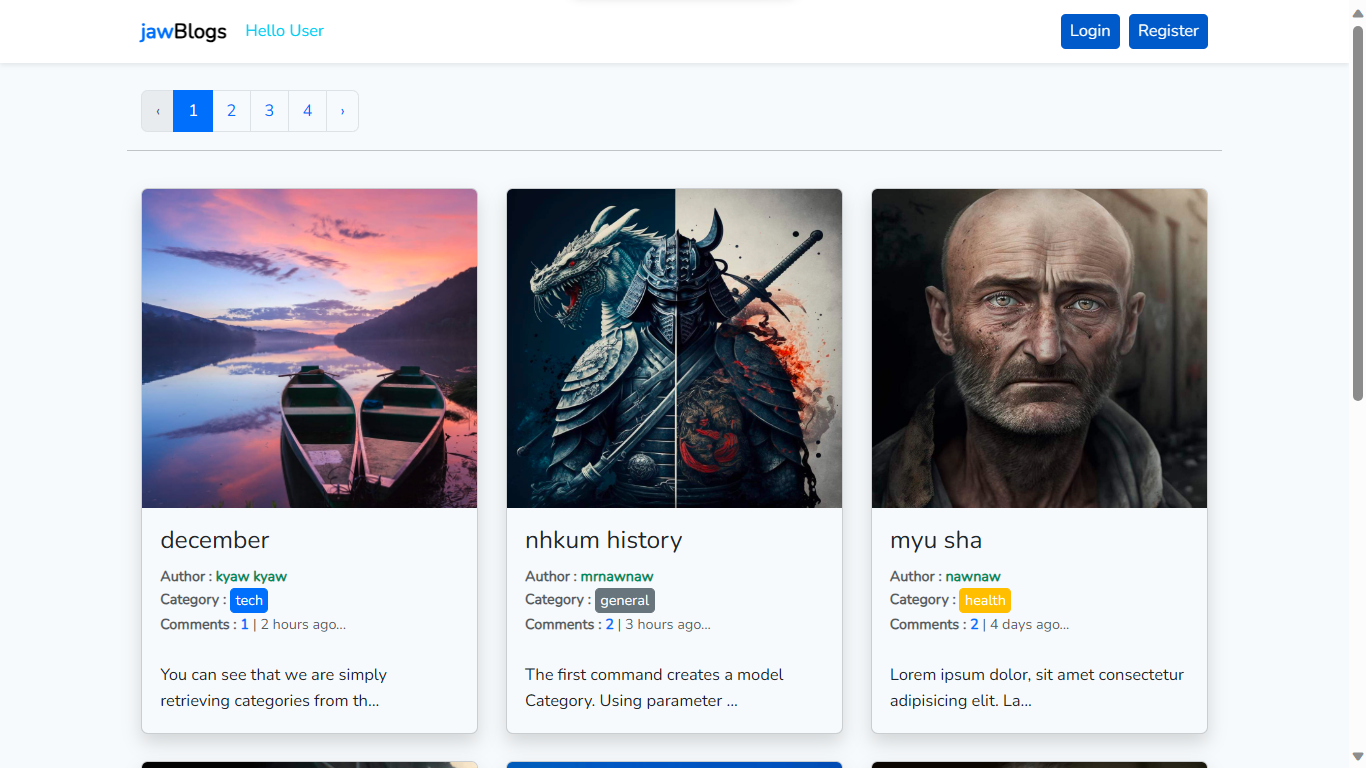 jawBlogs Hello User Login Register
‹ 1 2 3 4 ›
december
Author : kyaw kyaw
Category : tech
Comments : 1 | 2 hours ago...
You can see that we are simply
retrieving categories from th...
nhkum history
Author : mrnawnaw
Category : general
Comments : 2 | 3 hours ago...
The first command creates a model
Category. Using parameter ...
myu sha
Author : nawnaw
Category : health
Comments : 2 | 4 days ago...
Lorem ipsum dolor, sit amet consectetur
adipisicing elit. La...